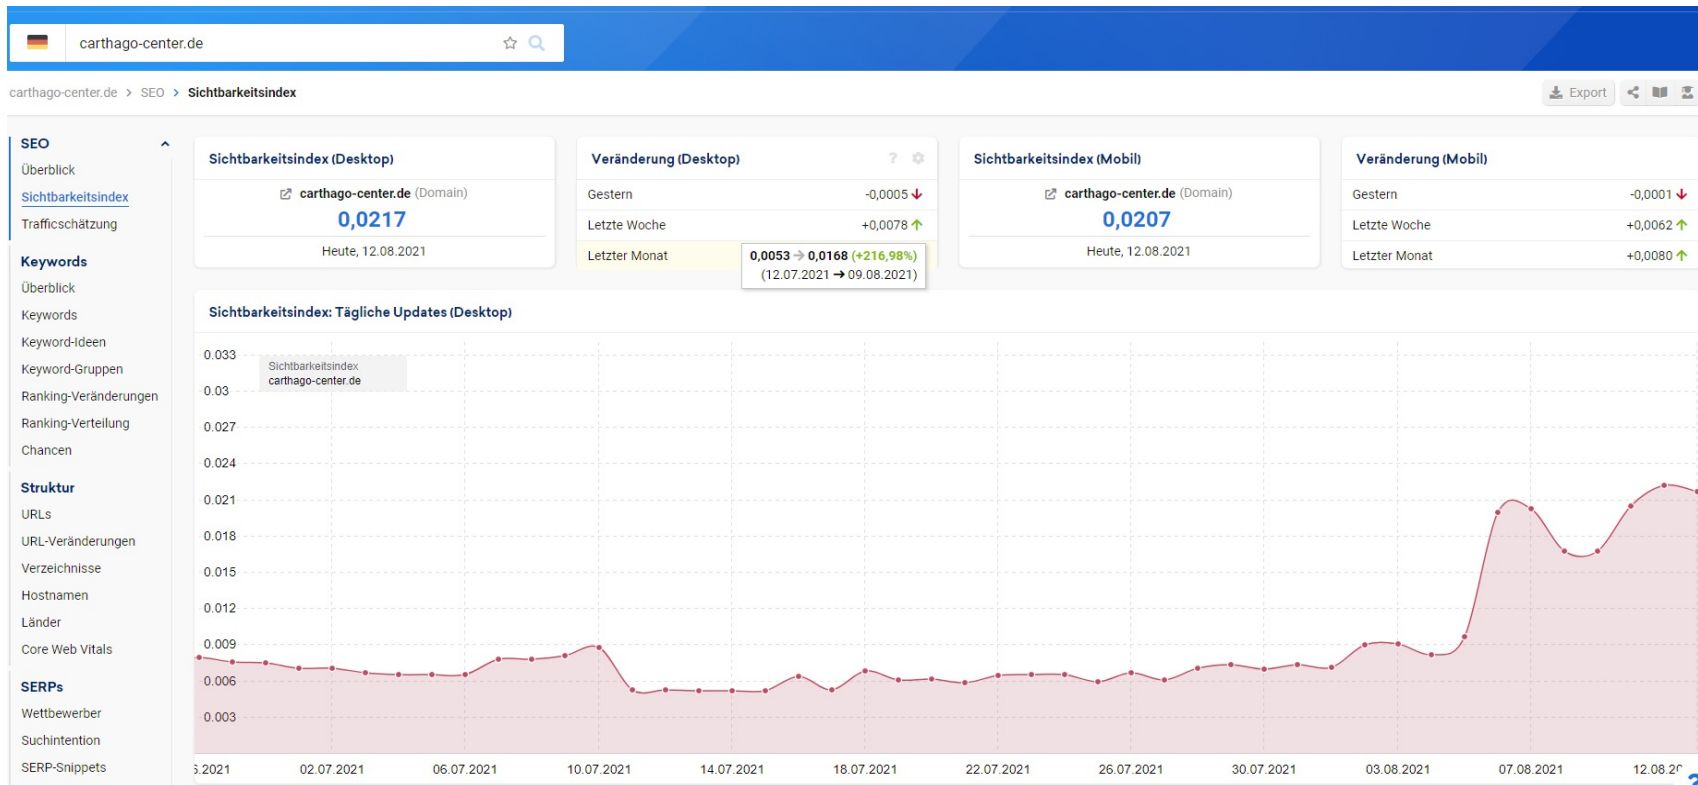 carthago-center.de
carthago-center.de > SEO > Sichtbarkeitsindex
Export
SEO
Überblick
Sichtbarkeitsindex
Trafficschätzung
Keywords
Überblick
Keywords
Keyword-Ideen
Keyword-Gruppen
Ranking-Veränderungen
Ranking-Verteilung
Chancen
Struktur
URLs
URL-Veränderungen
Verzeichnisse
Hostnamen
Länder
Core Web Vitals
SERPs
Wettbewerber
Suchintention
SERP-Snippets
Sichtbarkeitsindex (Desktop)
carthago-center.de (Domain)
0,0217
Heute, 12.08.2021
Veränderung (Desktop)
?
Gestern -0,0005
Letzte Woche +0,0078
Letzter Monat
0,0053 → 0,0168 (+216,98%)
(12.07.2021 → 09.08.2021)
Sichtbarkeitsindex (Mobil)
carthago-center.de (Domain)
0,0207
Heute, 12.08.2021
Veränderung (Mobil)
Gestern -0,0001
Letzte Woche +0,0062
Letzter Monat +0,0080
Sichtbarkeitsindex: Tägliche Updates (Desktop)
Sichtbarkeitsindex
carthago-center.de
0.033
0.03
0.027
0.024
0.021
0.018
0.015
0.012
0.009
0.006
0.003
02.07.2021 06.07.2021 10.07.2021 14.07.2021 18.07.2021 22.07.2021 26.07.2021 30.07.2021 03.08.2021 07.08.2021